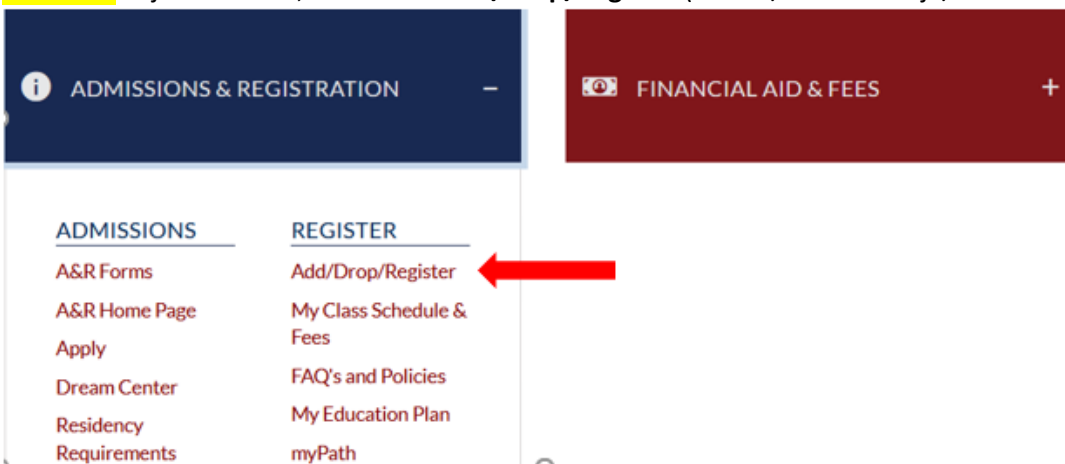 ADMISSIONS & REGISTRATION
FINANCIAL AID & FEES
ADMISSIONS
A&R Forms
A&R Home Page
Apply
Dream Center
Residency
Requirements
REGISTER
Add/Drop/Register
My Class Schedule &
Fees
FAQ's and Policies
My Education Plan
myPath